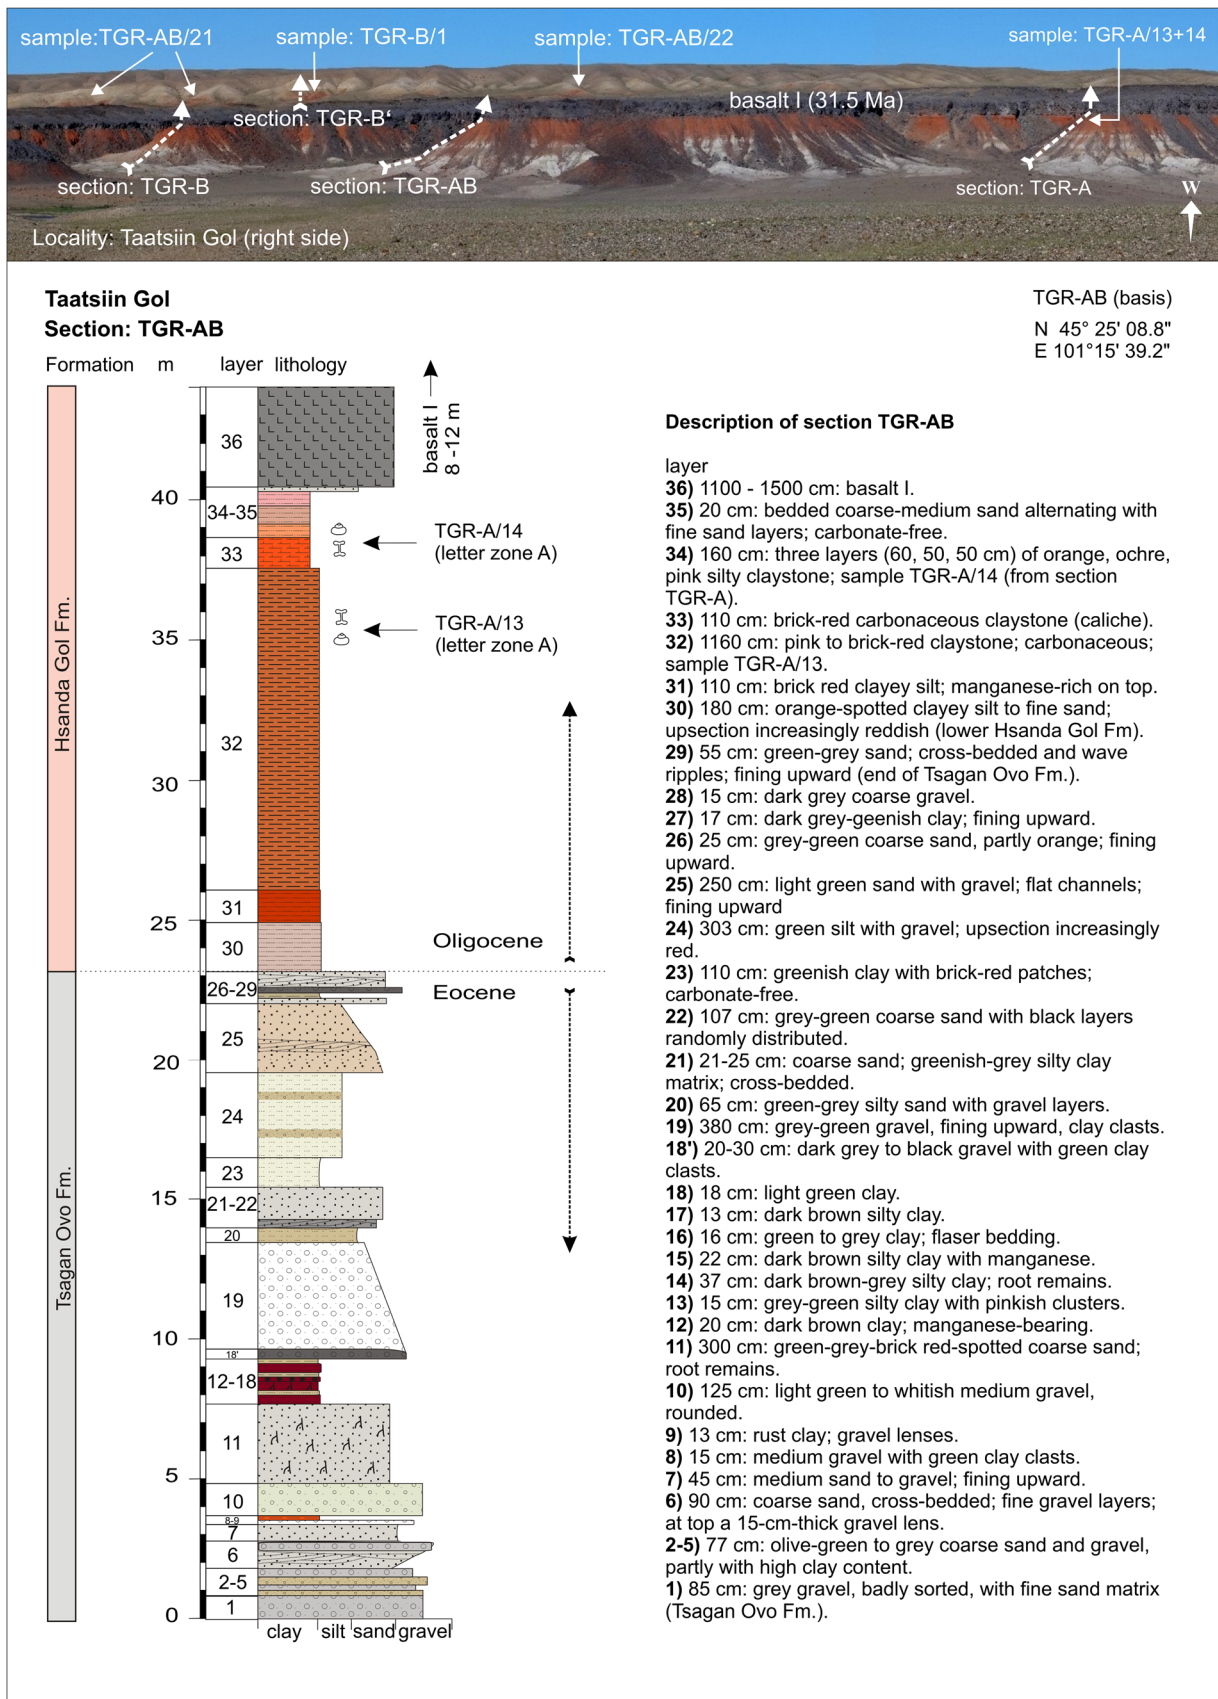 sample:TGR-AB/21
sample: TGR-B/1
sample: TGR-AB/22
sample: TGR-A/13+14
basalt I (31.5 Ma)
section: TGR-B'
section: TGR-B
section: TGR-AB
section: TGR-A
W
Locality: Taatsiin Gol (right side)
Taatsiin Gol
Section: TGR-AB
TGR-AB (basis)
N 45° 25' 08.8"
E 101°15' 39.2"
Formation m layer lithology
basalt I
8 -12 m
36
40
34-35
TGR-A/14
(letter zone A)
33
TGR-A/13
(letter zone A)
35
Hsanda Gol Fm.
32
30
31
25
30
Oligocene
26-29
Eocene
25
20
24
23
15
21-22
20
Tsagan Ovo Fm.
19
10
18'
12-18
11
5
10
8-9
7
6
2-5
1
0
clay silt sand gravel
Description of section TGR-AB
layer
36) 1100 - 1500 cm: basalt I.
35) 20 cm: bedded coarse-medium sand alternating with
fine sand layers; carbonate-free.
34) 160 cm: three layers (60, 50, 50 cm) of orange, ochre,
pink silty claystone; sample TGR-A/14 (from section
TGR-A).
33) 110 cm: brick-red carbonaceous claystone (caliche).
32) 1160 cm: pink to brick-red claystone; carbonaceous;
sample TGR-A/13.
31) 110 cm: brick red clayey silt; manganese-rich on top.
30) 180 cm: orange-spotted clayey silt to fine sand;
upsection increasingly reddish (lower Hsanda Gol Fm).
29) 55 cm: green-grey sand; cross-bedded and wave
ripples; fining upward (end of Tsagan Ovo Fm.).
28) 15 cm: dark grey coarse gravel.
27) 17 cm: dark grey-geenish clay; fining upward.
26) 25 cm: grey-green coarse sand, partly orange; fining
upward.
25) 250 cm: light green sand with gravel; flat channels;
fining upward
24) 303 cm: green silt with gravel; upsection increasingly
red.
23) 110 cm: greenish clay with brick-red patches;
carbonate-free.
22) 107 cm: grey-green coarse sand with black layers
randomly distributed.
21) 21-25 cm: coarse sand; greenish-grey silty clay
matrix; cross-bedded.
20) 65 cm: green-grey silty sand with gravel layers.
19) 380 cm: grey-green gravel, fining upward, clay clasts.
18') 20-30 cm: dark grey to black gravel with green clay
clasts.
18) 18 cm: light green clay.
17) 13 cm: dark brown silty clay.
16) 16 cm: green to grey clay; flaser bedding.
15) 22 cm: dark brown silty clay with manganese.
14) 37 cm: dark brown-grey silty clay; root remains.
13) 15 cm: grey-green silty clay with pinkish clusters.
12) 20 cm: dark brown clay; manganese-bearing.
11) 300 cm: green-grey-brick red-spotted coarse sand;
root remains.
10) 125 cm: light green to whitish medium gravel,
rounded.
9) 13 cm: rust clay; gravel lenses.
8) 15 cm: medium gravel with green clay clasts.
7) 45 cm: medium sand to gravel; fining upward.
6) 90 cm: coarse sand, cross-bedded; fine gravel layers;
at top a 15-cm-thick gravel lens.
2-5) 77 cm: olive-green to grey coarse sand and gravel,
partly with high clay content.
1) 85 cm: grey gravel, badly sorted, with fine sand matrix
(Tsagan Ovo Fm.).